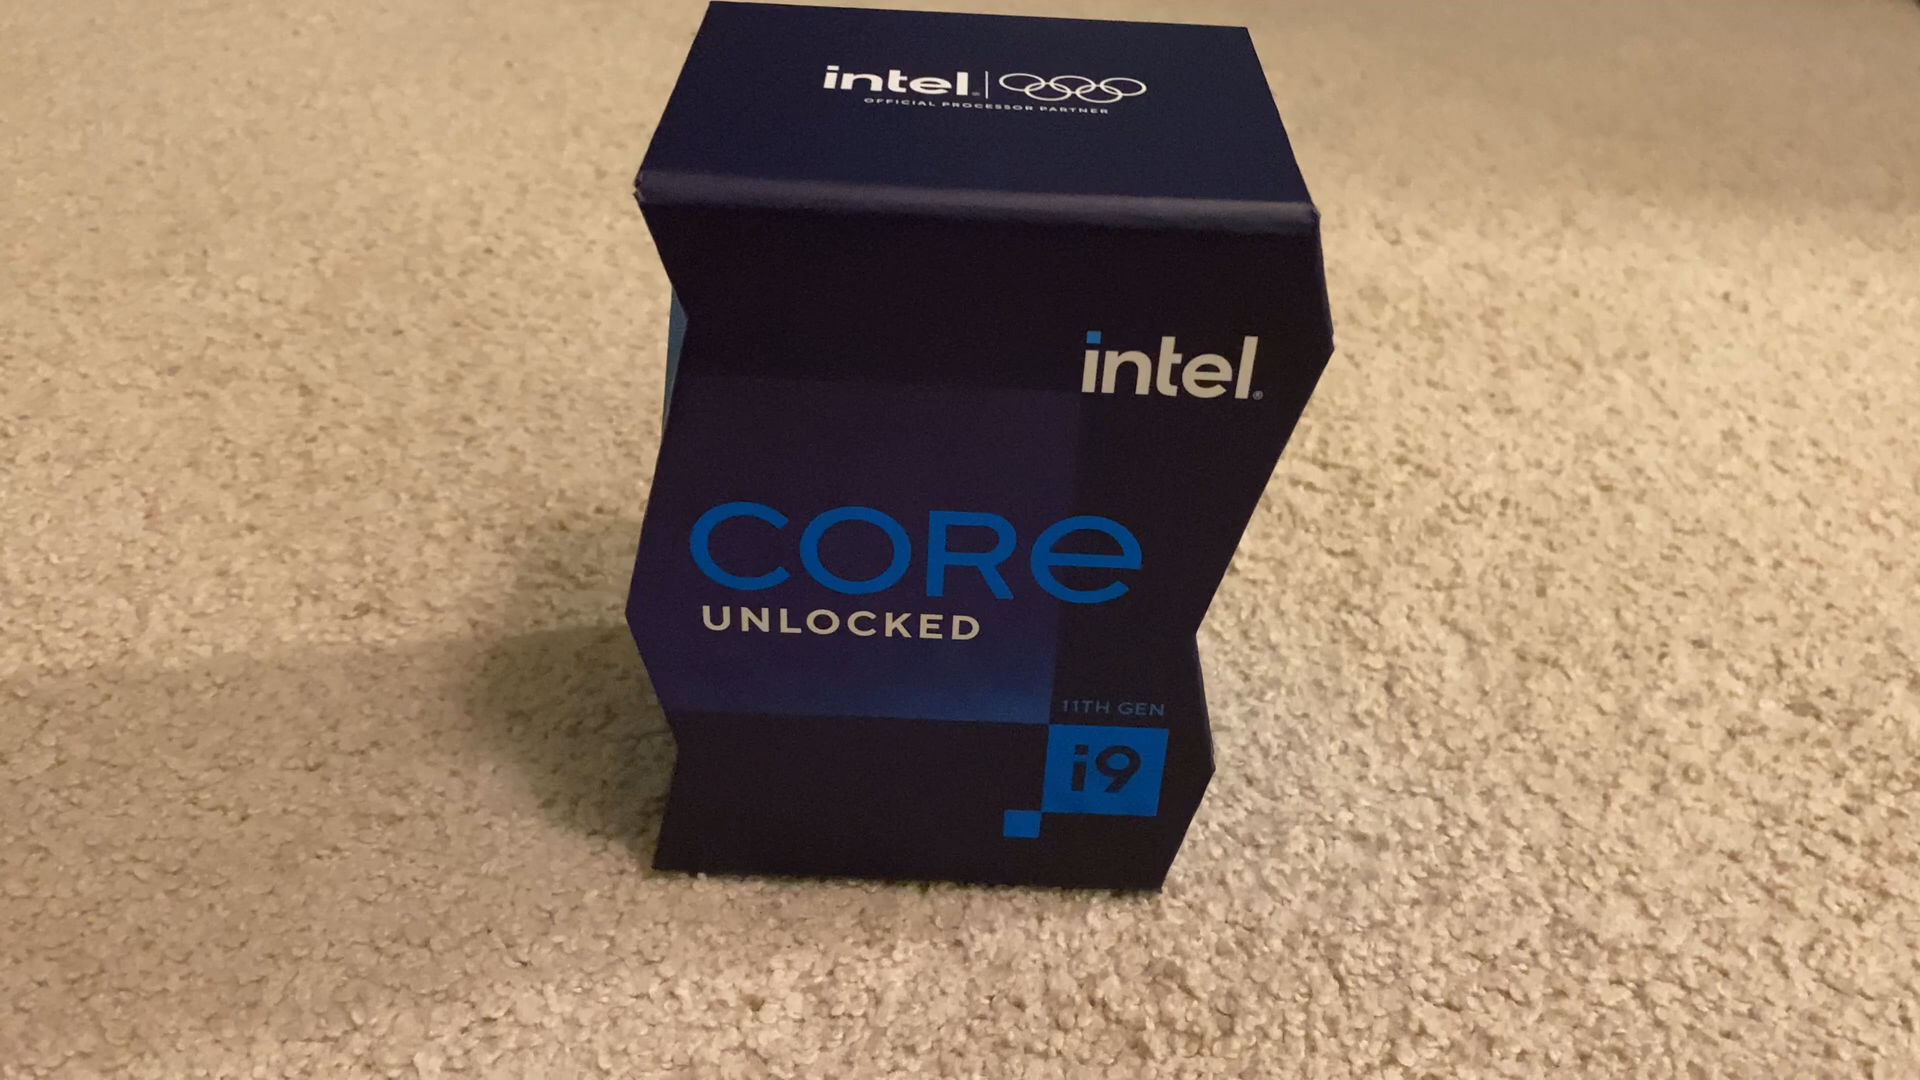 intel.
OFFICIAL PROCESSOR PARTNER
intel.
CORe
UNLOCKED
11TH GEN
i9